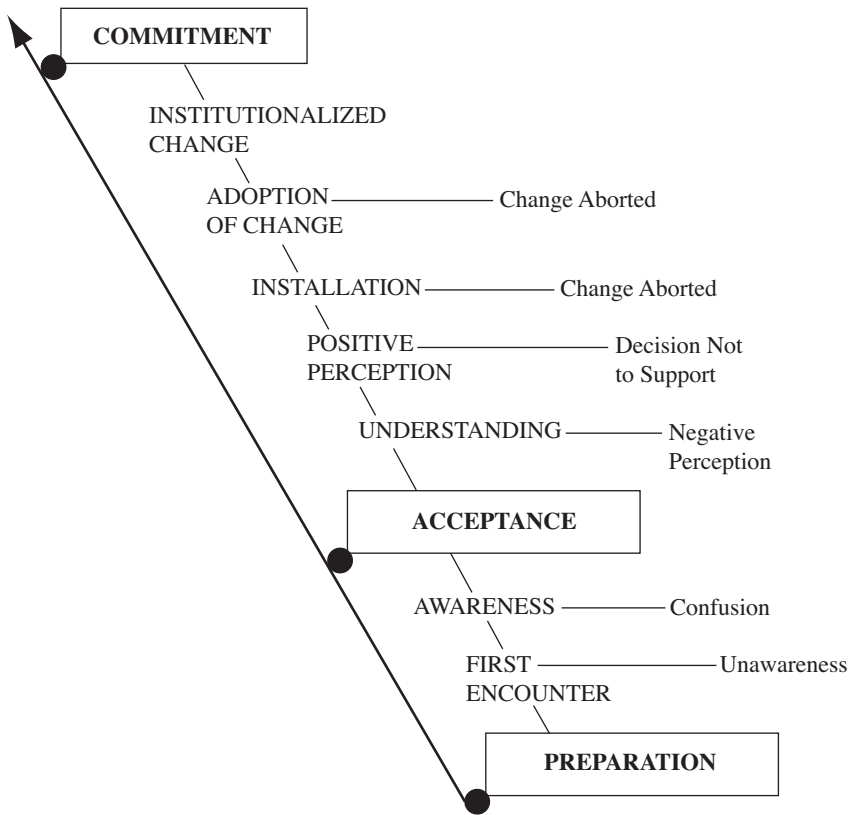 COMMITMENT
INSTITUTIONALIZED
CHANGE
ADOPTION
OF CHANGE
Change Aborted
INSTALLATION
Change Aborted
POSITIVE
PERCEPTION
Decision Not
to Support
UNDERSTANDING
Negative
Perception
ACCEPTANCE
AWARENESS
Confusion
FIRST
ENCOUNTER
Unawareness
PREPARATION